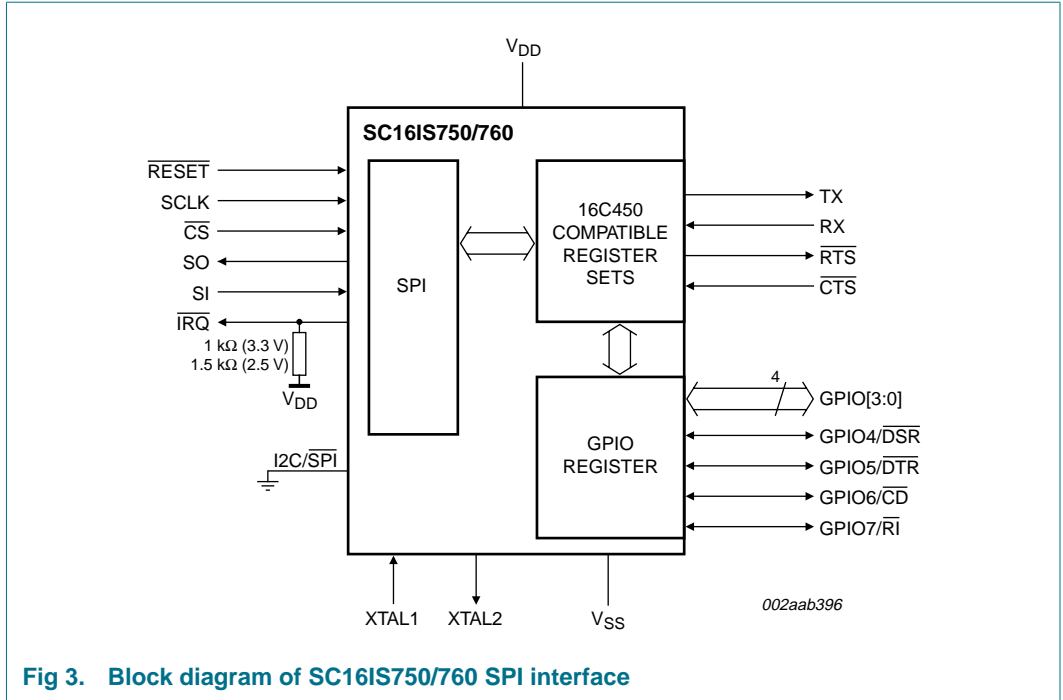 VDD
SC16IS750/760
RESET
SCLK
CS
SO
SI
IRQ
1 kΩ (3.3 V)
1.5 kΩ (2.5 V)
VDD
I2C/SPI
SPI
16C450
COMPATIBLE
REGISTER
SETS
TX
RX
RTS
CTS
GPIO
REGISTER
4
GPIO[3:0]
GPIO4/DSR
GPIO5/DTR
GPIO6/CD
GPIO7/RI
XTAL1
XTAL2
VSS
002aab396
Fig 3. Block diagram of SC16IS750/760 SPI interface